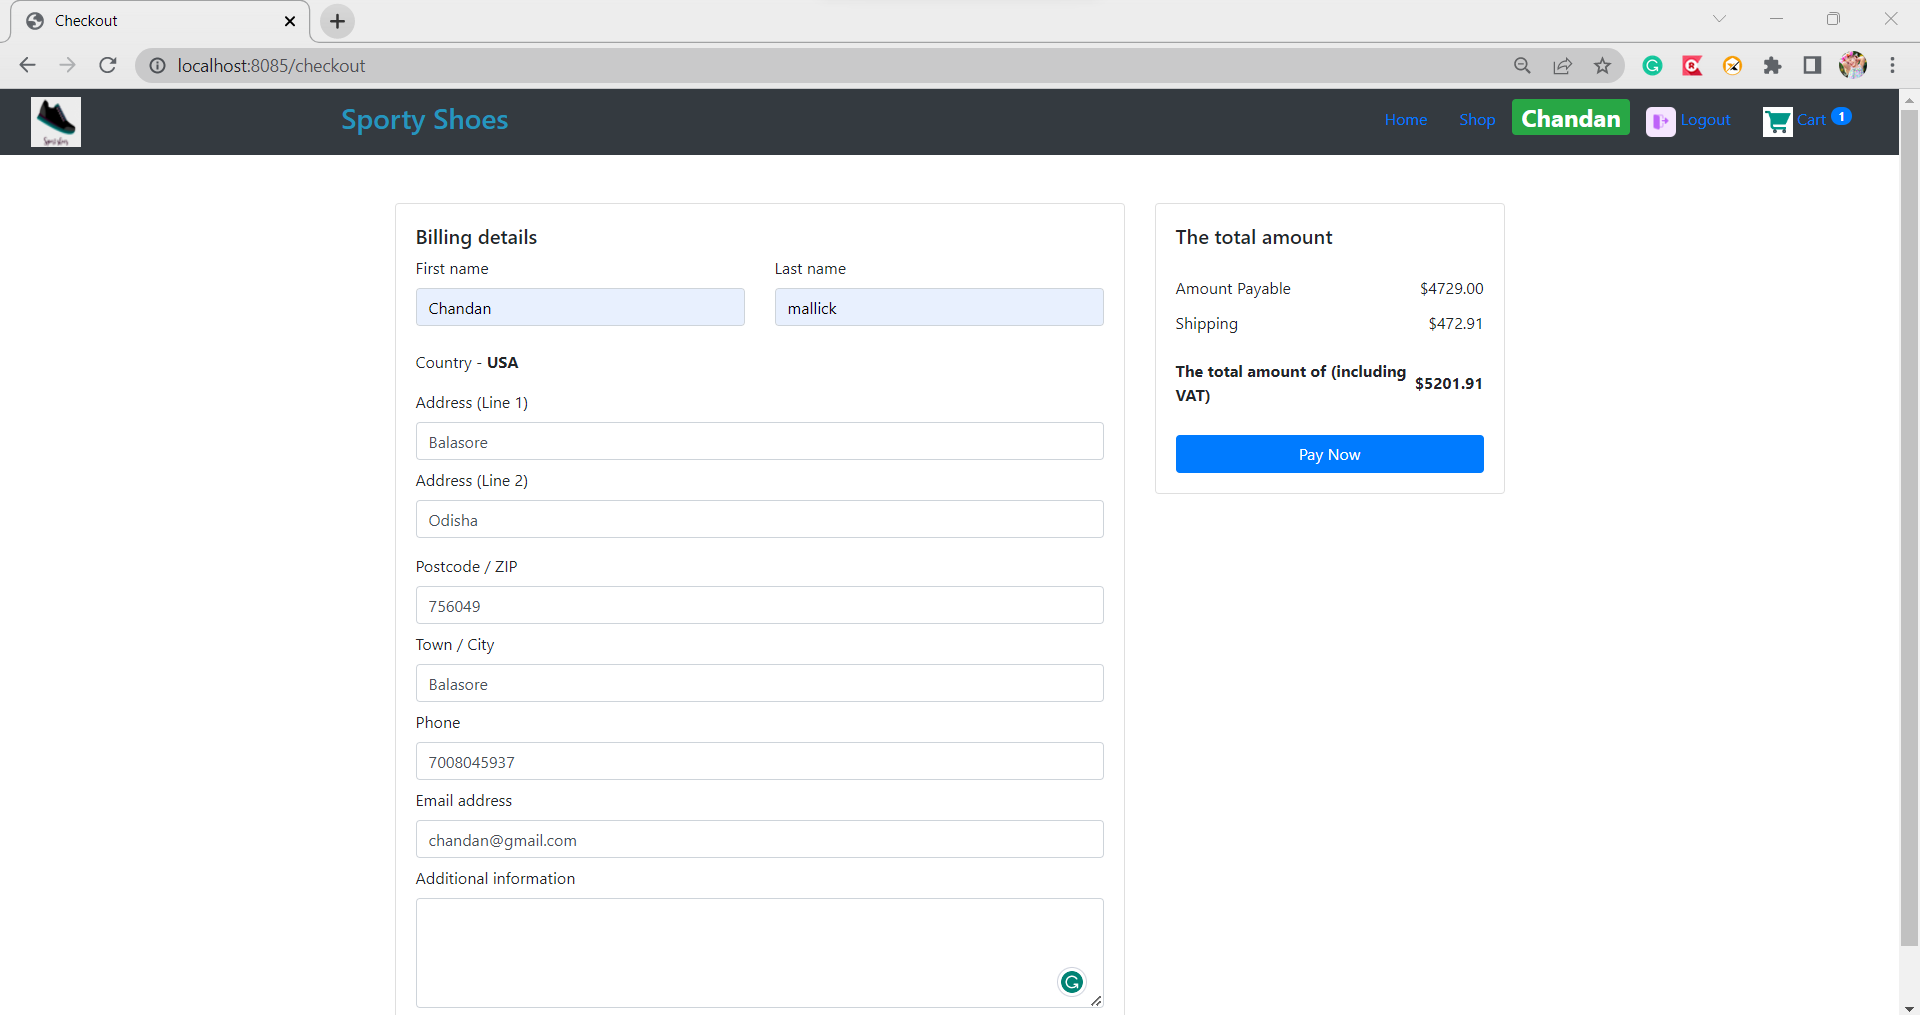 Checkout
localhost:8085/checkout
Sporty Shoes
Home
Shop
Chandan
Logout
Cart 1
Billing details
First name
Last name
Chandan
mallick
Country - USA
Address (Line 1)
Balasore
Address (Line 2)
Odisha
Postcode / ZIP
756049
Town / City
Balasore
Phone
7008045937
Email address
chandan@gmail.com
Additional information
The total amount
Amount Payable $4729.00
Shipping $472.91
The total amount of (including
VAT)
$5201.91
Pay Now